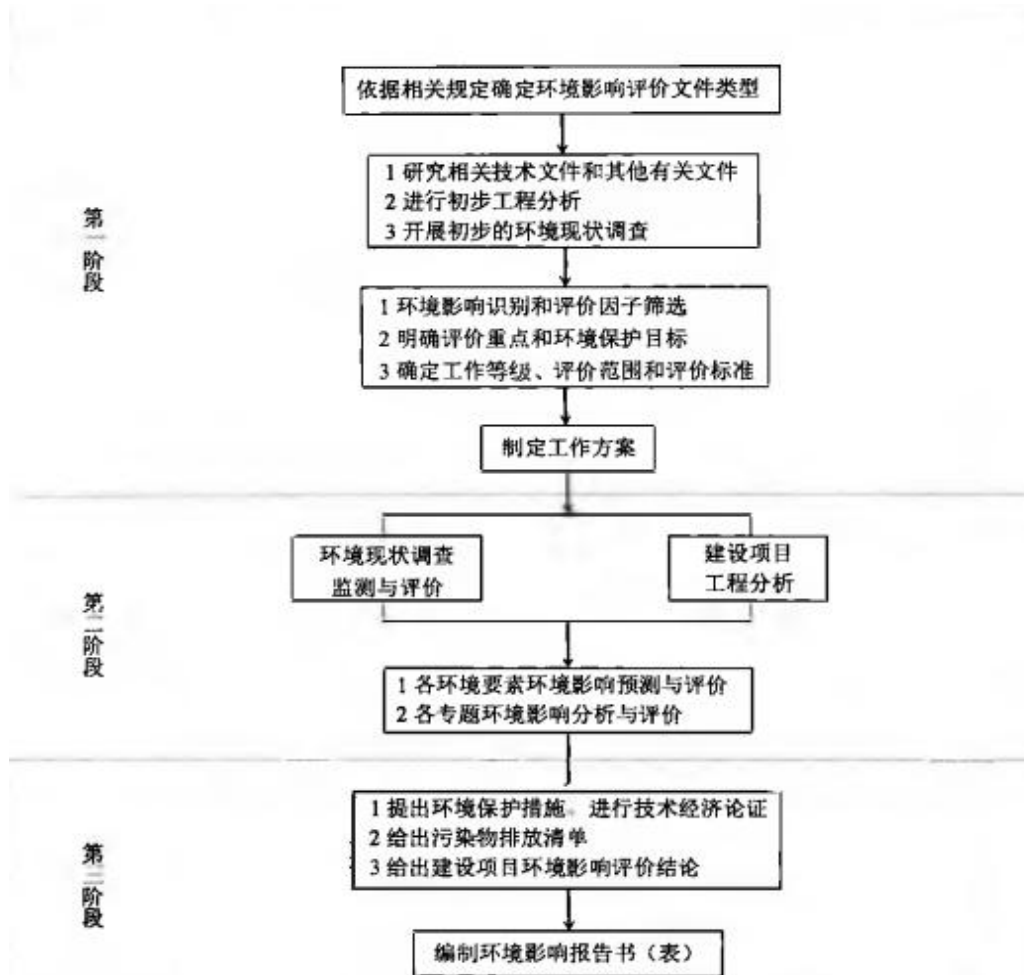 依据相关规定确定环境影响评价文件类型
1 研究相关技术文件和其他有关文件
2 进行初步工程分析
3 开展初步的环境现状调查
第一阶段
1 环境影响识别和评价因子筛选
2 明确评价重点和环境保护目标
3 确定工作等级、评价范围和评价标准
制定工作方案
环境现状调查
监测与评价
建设项目
工程分析
第二阶段
1 各环境要素环境影响预测与评价
2 各专题环境影响分析与评价
1 提出环境保护措施。进行技术经济论证
2 给出污染物排放清单
3 给出建设项目环境影响评价结论
第三阶段
编制环境影响报告书（表）